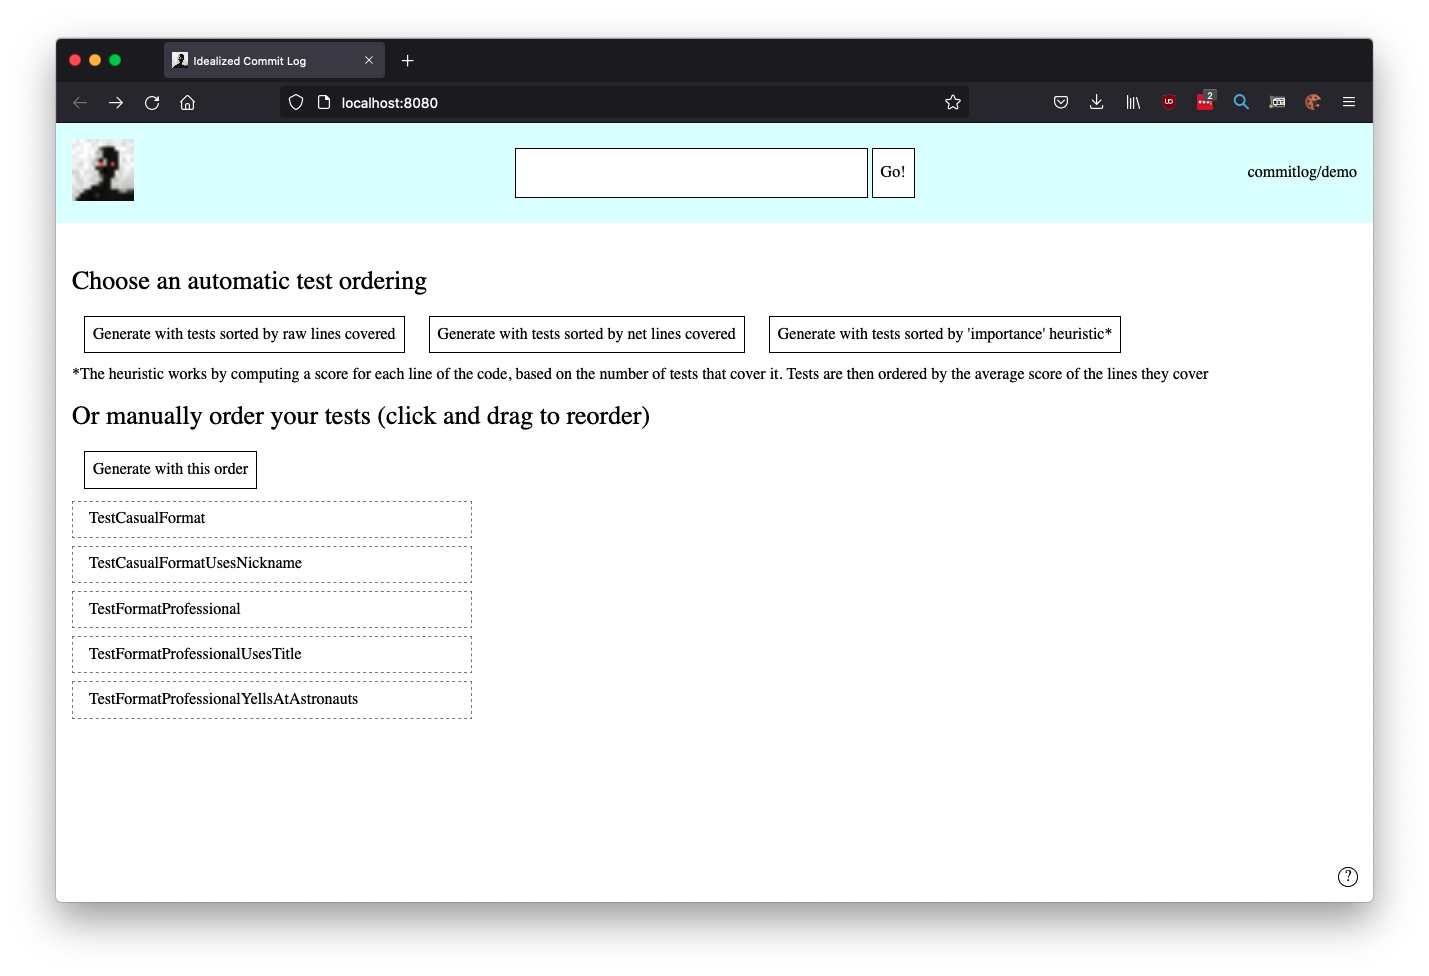 Idealized Commit Log
localhost:8080
2
Go!
commitlog/demo
Choose an automatic test ordering
Generate with tests sorted by raw lines covered
Generate with tests sorted by net lines covered
Generate with tests sorted by 'importance' heuristic*
*The heuristic works by computing a score for each line of the code, based on the number of tests that cover it. Tests are then ordered by the average score of the lines they cover
Or manually order your tests (click and drag to reorder)
Generate with this order
TestCasualFormat
TestCasualFormatUsesNickname
TestFormatProfessional
TestFormatProfessionalUsesTitle
TestFormatProfessionalYellsAtAstronauts
?